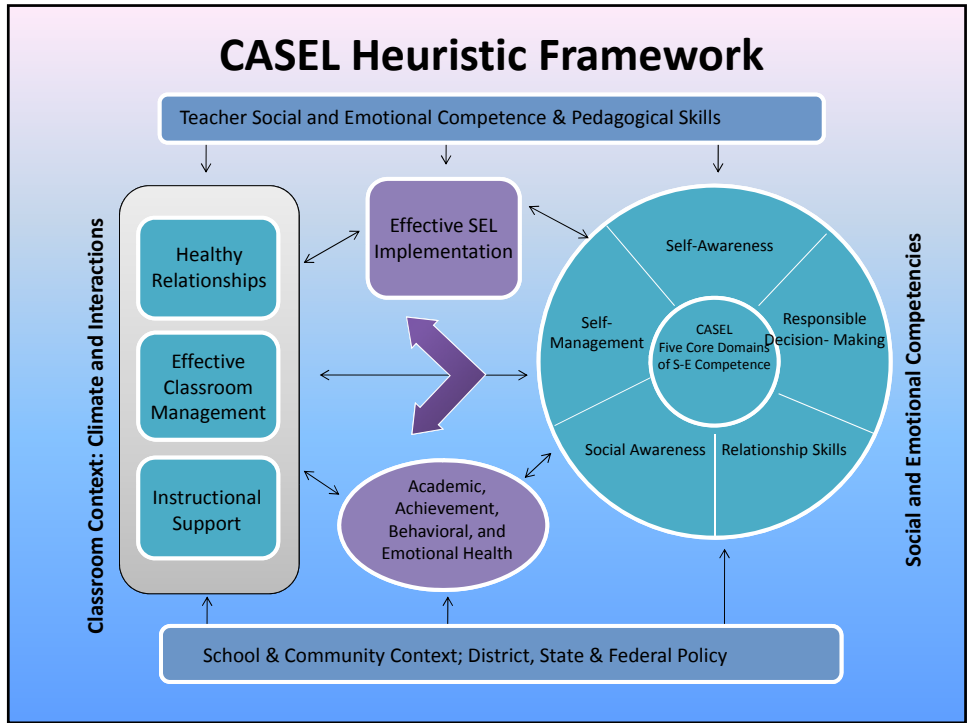 CASEL Heuristic Framework
Teacher Social and Emotional Competence & Pedagogical Skills
Classroom Context: Climate and Interactions
Healthy
Relationships
Effective
Classroom
Management
Instructional
Support
Effective SEL
Implementation
Academic,
Achievement,
Behavioral, and
Emotional Health
Self-Awareness
Self-
Management
Responsible
Decision- Making
CASEL
Five Core Domains
of S-E Competence
Social Awareness
Relationship Skills
Social and Emotional Competencies
School & Community Context; District, State & Federal Policy